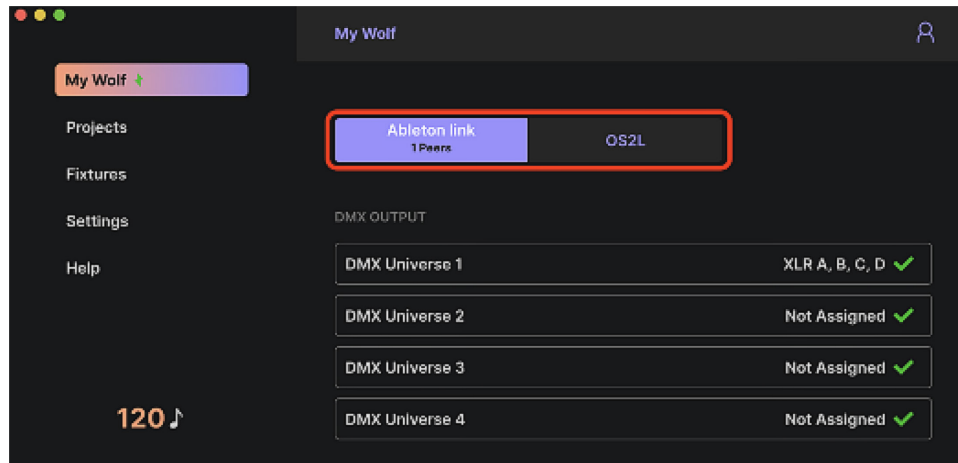 My Wolf
My Wolf
Projects
Fixtures
Settings
Help
120
Ableton link
1 Peers
OS2L
DMX OUTPUT
DMX Universe 1
XLR A, B, C, D
DMX Universe 2
Not Assigned
DMX Universe 3
Not Assigned
DMX Universe 4
Not Assigned